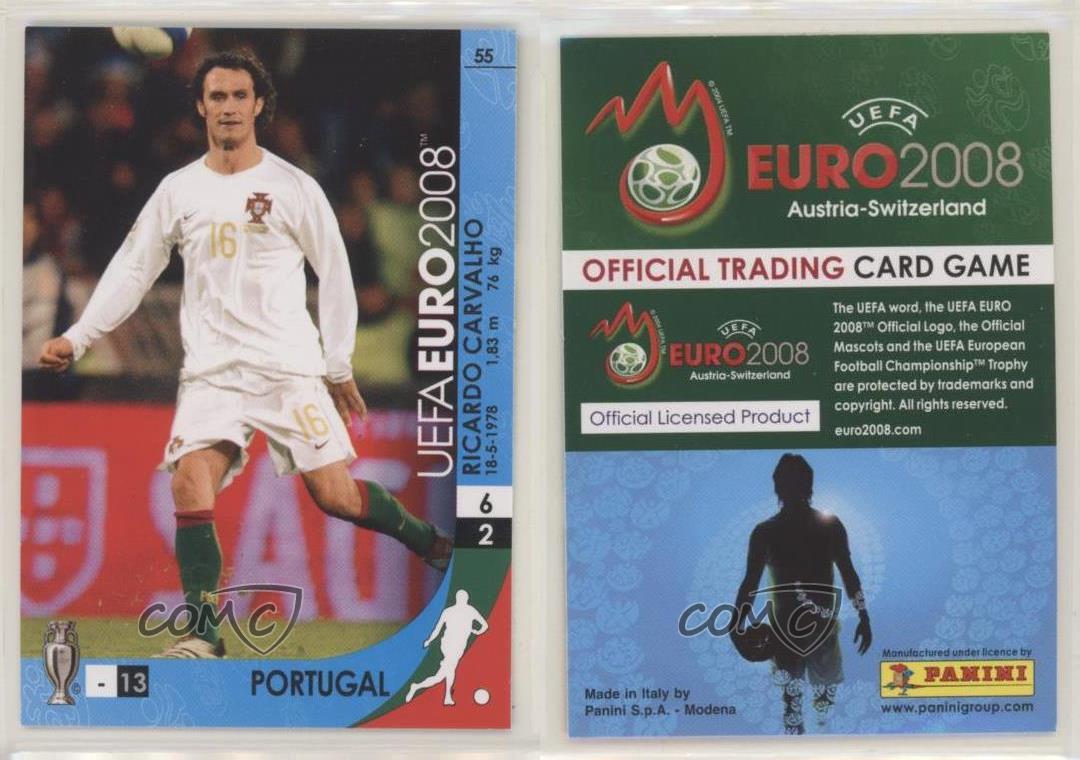 55
UEFAEURO2008™
RICARDO CARVALHO
18-5-1978 1,83 m 76 kg
16
16
6
2
- 13
©
PORTUGAL
COMC
© 2004 UEFA TM
UEFA
EURO2008
Austria-Switzerland
OFFICIAL TRADING CARD GAME
UEFA
EURO2008
Austria-Switzerland
Official Licensed Product
The UEFA word, the UEFA EURO
2008™ Official Logo, the Official
Mascots and the UEFA European
Football Championship™ Trophy
are protected by trademarks and
copyright. All rights reserved.
euro2008.com
COMC
Made in Italy by
Panini S.p.A. - Modena
Manufactured under licence by
PANINI
www.paninigroup.com